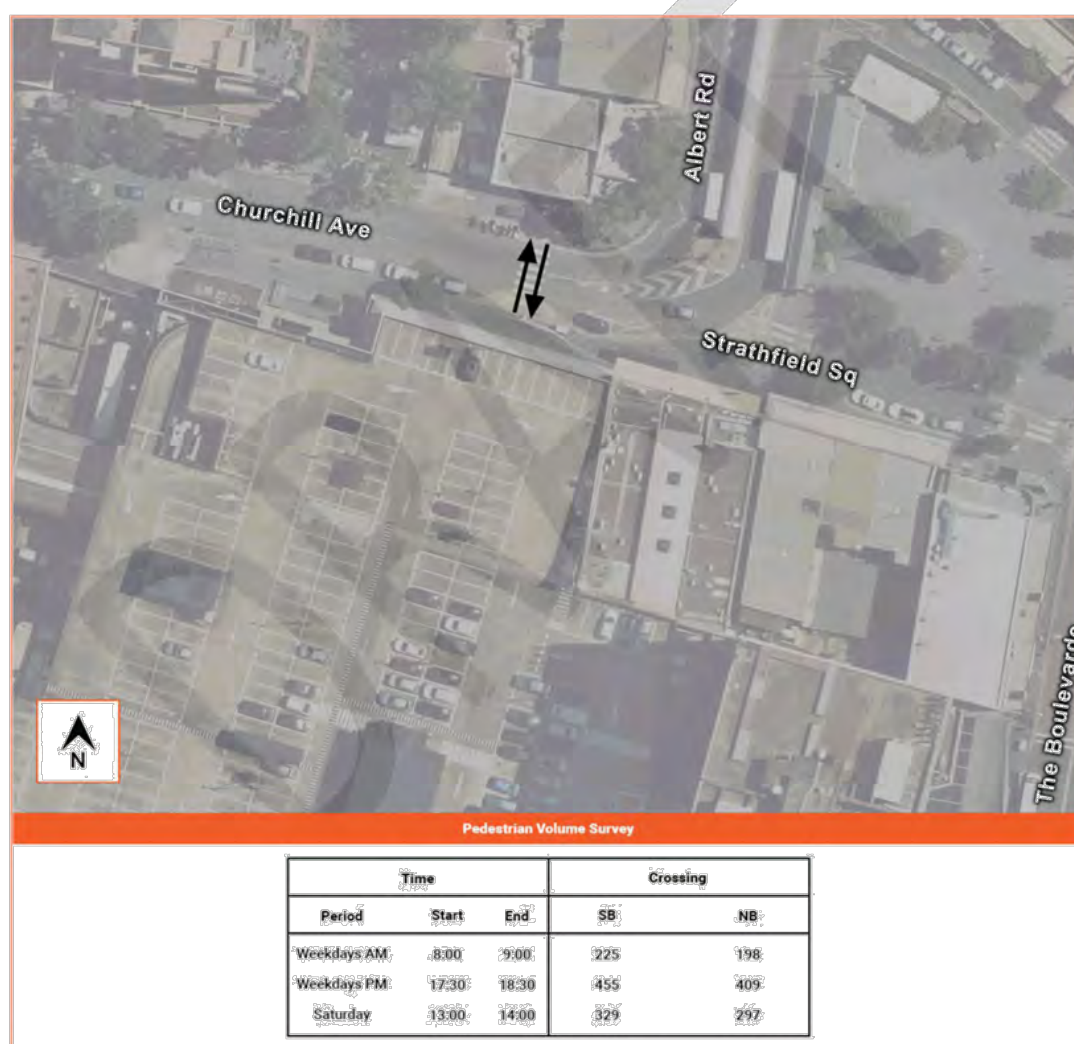 Albert Rd
Churchill Ave
Strathfield Sq
The Boulevarde
N
Pedestrian Volume Survey
Time Crossing
Period Start End SB NB
Weekdays AM 8:00 9:00 225 198
Weekdays PM 17:30 18:30 455 409
Saturday 13:00 14:00 329 297